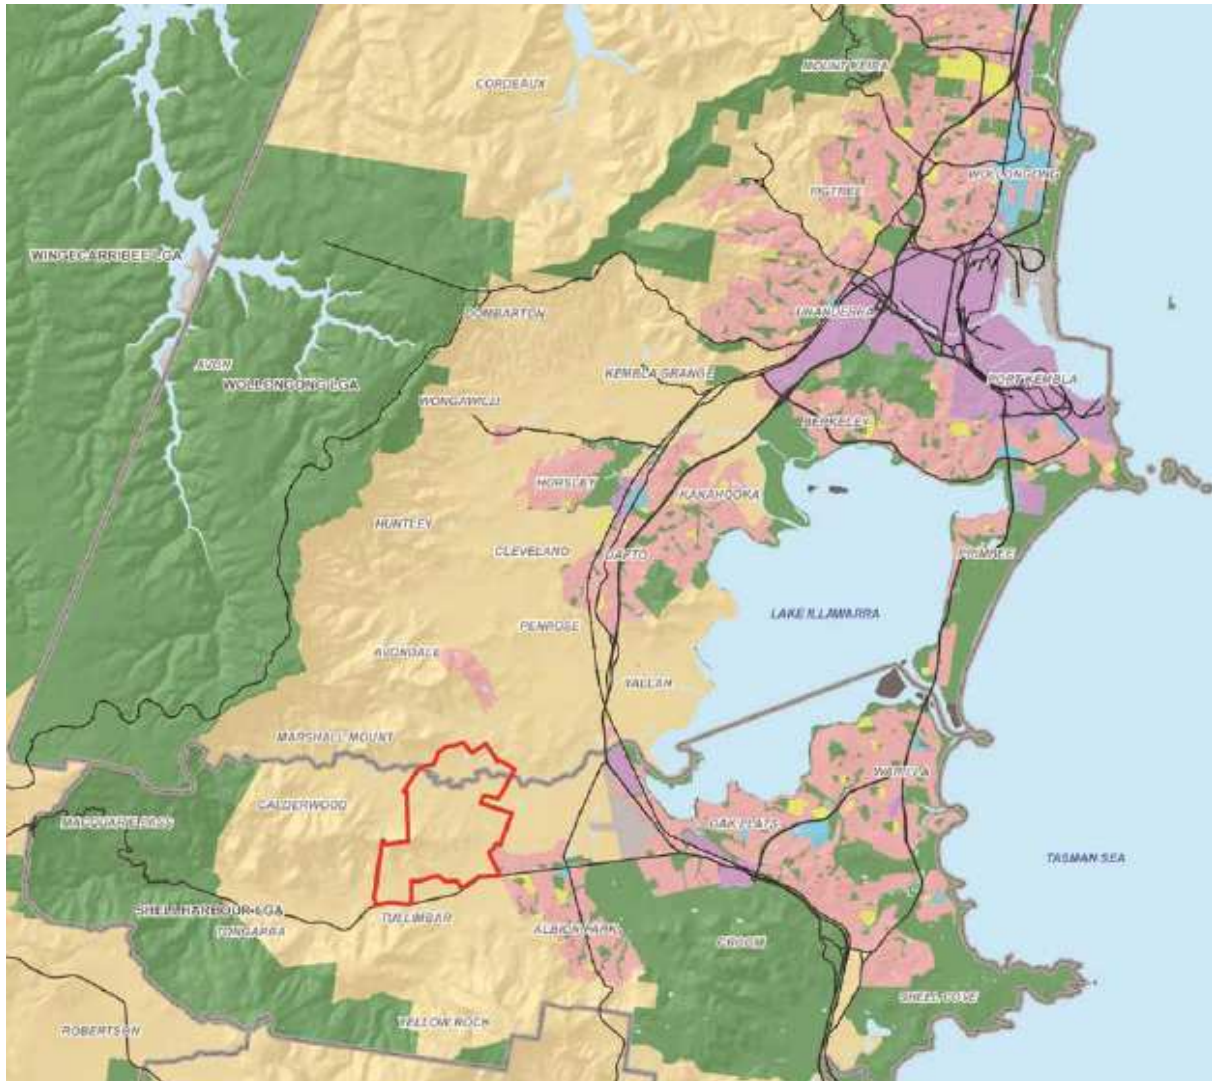 MOUNT KEIRA
CORDEAUX
WOLLONGONG
FIGTREE
WINGECARRIBEE LGA
DOMBARTON
UNANDERRA
AVON
WOLLONGONG LGA
KEMBLA GRANGE
PORT KEMBLA
WONGAWILLI
BERKELEY
HORSLEY
KANAHOOKA
HUNTLEY
CLEVELAND
DAPTO
PRIMBEE
LAKE ILLAWARRA
PENROSE
AVONDALE
YALLAH
MARSHALL MOUNT
WARILLA
CALDERWOOD
MACQUARIE PASS
OAK FLATS
TASMAN SEA
SHELLHARBOUR LGA
TULLIMBAR
TONGARRA
ALBION PARK
CROOM
SHELL COVE
YELLOW ROCK
ROBERTSON